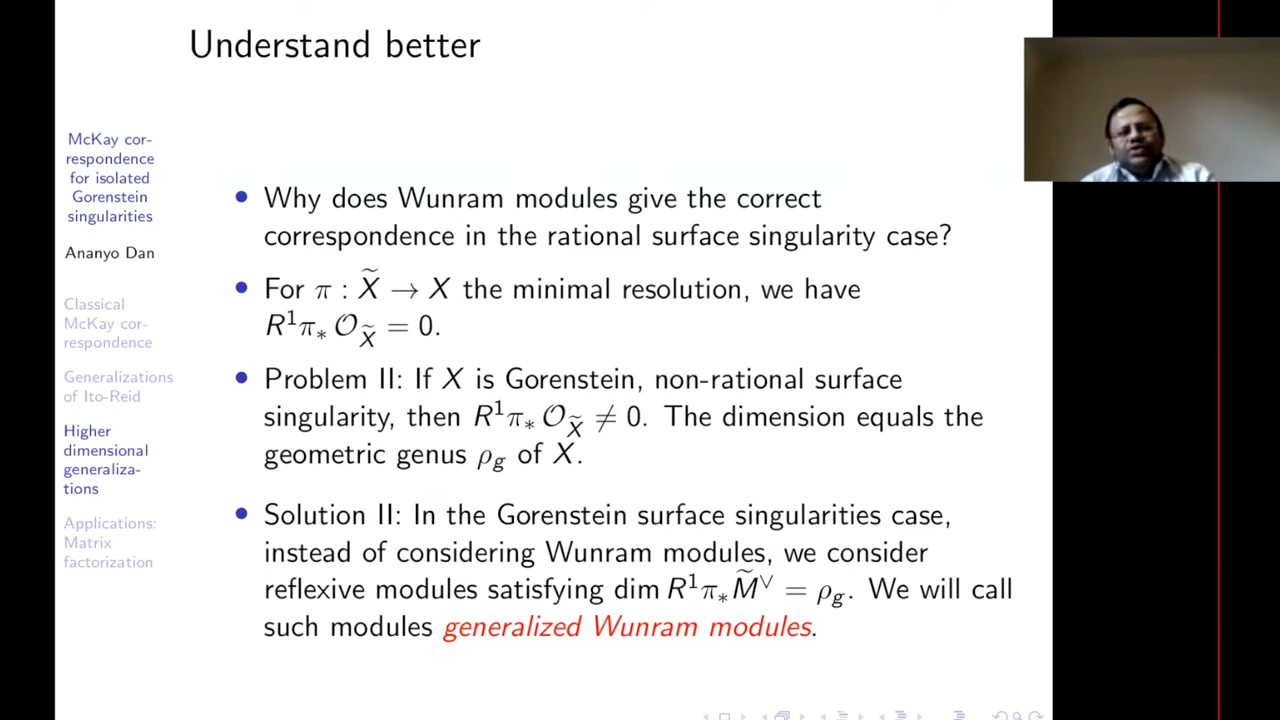 Understand better
McKay cor-
respondence
for isolated
Gorenstein
singularities
Ananyo Dan
Classical
McKay cor-
respondence
Generalizations
of Ito-Reid
Higher
dimensional
generaliza-
tions
Applications:
Matrix
factorization
• Why does Wunram modules give the correct
correspondence in the rational surface singularity case?
• For π : X̃ → X the minimal resolution, we have
R¹π∗ 𝒪_X̃ = 0.
• Problem II: If X is Gorenstein, non-rational surface
singularity, then R¹π∗ 𝒪_X̃ ≠ 0. The dimension equals the
geometric genus ρ_g of X.
• Solution II: In the Gorenstein surface singularities case,
instead of considering Wunram modules, we consider
reflexive modules satisfying dim R¹π∗M̃^∨ = ρ_g. We will call
such modules generalized Wunram modules.